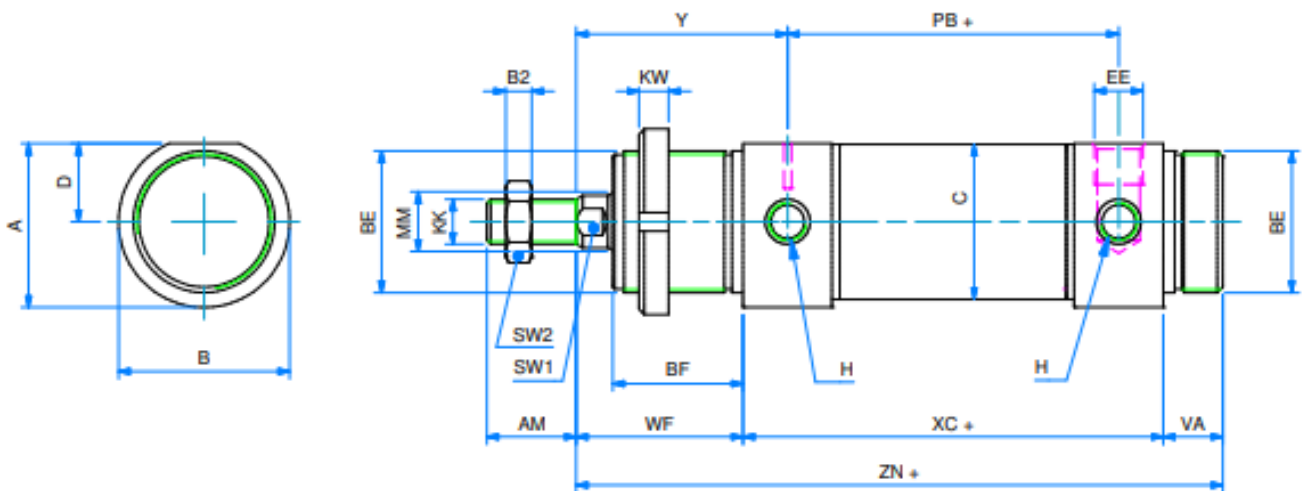 Y
PB +
B2
KW
EE
D
A
BE
MM
KK
C
BE
SW2
SW1
B
BF
H
H
AM
WF
XC +
VA
ZN +